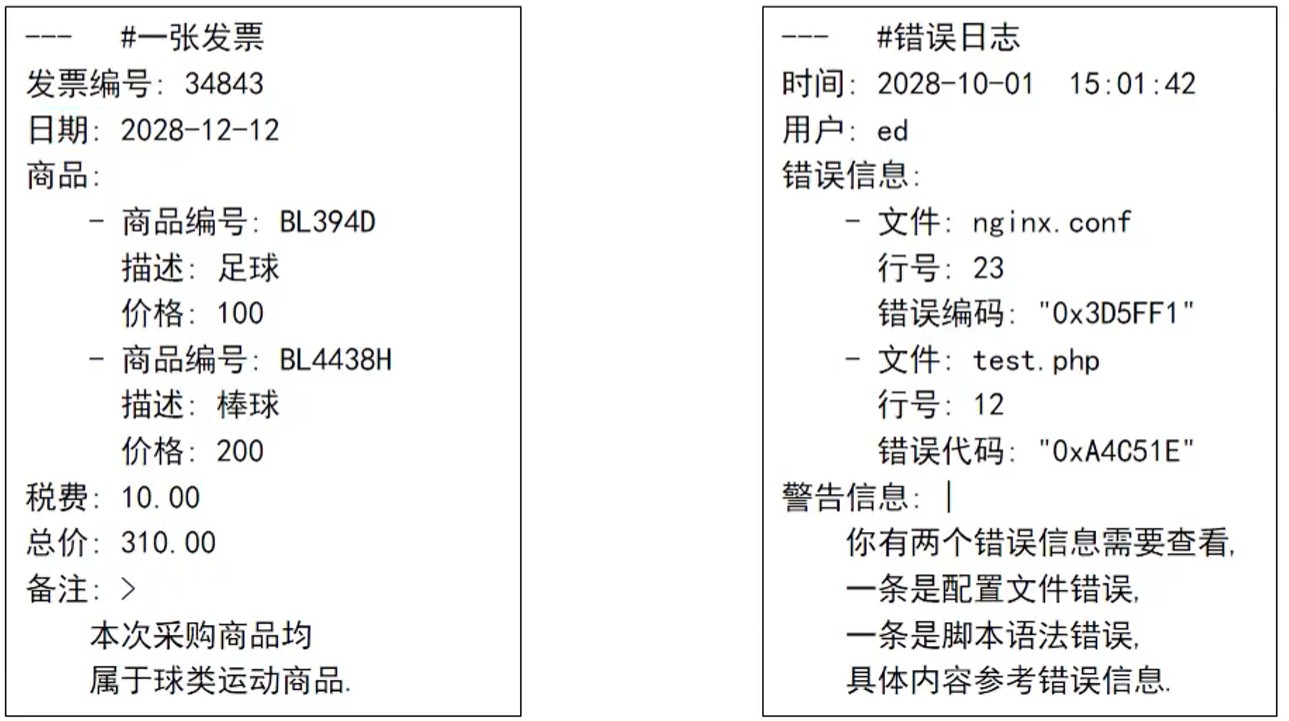 ---   #一张发票
发票编号: 34843
日期: 2028-12-12
商品:
    - 商品编号: BL394D
      描述: 足球
      价格: 100
    - 商品编号: BL4438H
      描述: 棒球
      价格: 200
税费: 10.00
总价: 310.00
备注: >
    本次采购商品均
    属于球类运动商品.
---   #错误日志
时间: 2028-10-01  15:01:42
用户: ed
错误信息:
    - 文件: nginx.conf
      行号: 23
      错误编码: "0x3D5FF1"
    - 文件: test.php
      行号: 12
      错误代码: "0xA4C51E"
警告信息: |
    你有两个错误信息需要查看,
    一条是配置文件错误,
    一条是脚本语法错误,
    具体内容参考错误信息.